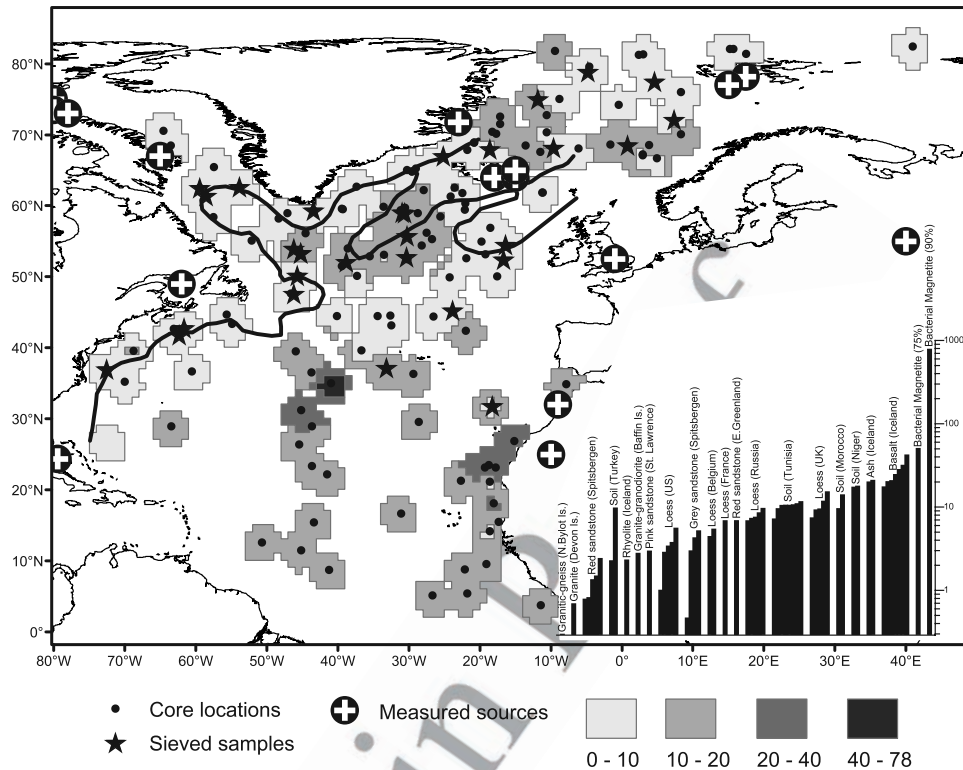 80°N
70°N
60°N
50°N
40°N
30°N
20°N
10°N
0°
80°W
70°W
60°W
50°W
40°W
30°W
20°W
10°W
0°
10°E
20°E
30°E
40°E
Granitic-gneiss (N.Bylot Is.)
Granite (Devon Is.)
Red sandstone (Spitsbergen)
Soil (Turkey)
Rhyolite (Iceland)
Granite-granodiorite (Baffin Is.)
Pink sandstone (St. Lawrence)
Loess (US)
Grey sandstone (Spitsbergen)
Loess (Belgium)
Loess (France)
Red sandstone (E.Greenland)
Loess (Russia)
Soil (Tunisia)
Loess (UK)
Soil (Morocco)
Soil (Niger)
Ash (Iceland)
Basalt (Iceland)
Bacterial Magnetite (75%)
Bacterial Magnetite (90%)
1000
100
10
1
in p
c
Core locations
Sieved samples
Measured sources
0 - 10
10 - 20
20 - 40
40 - 78